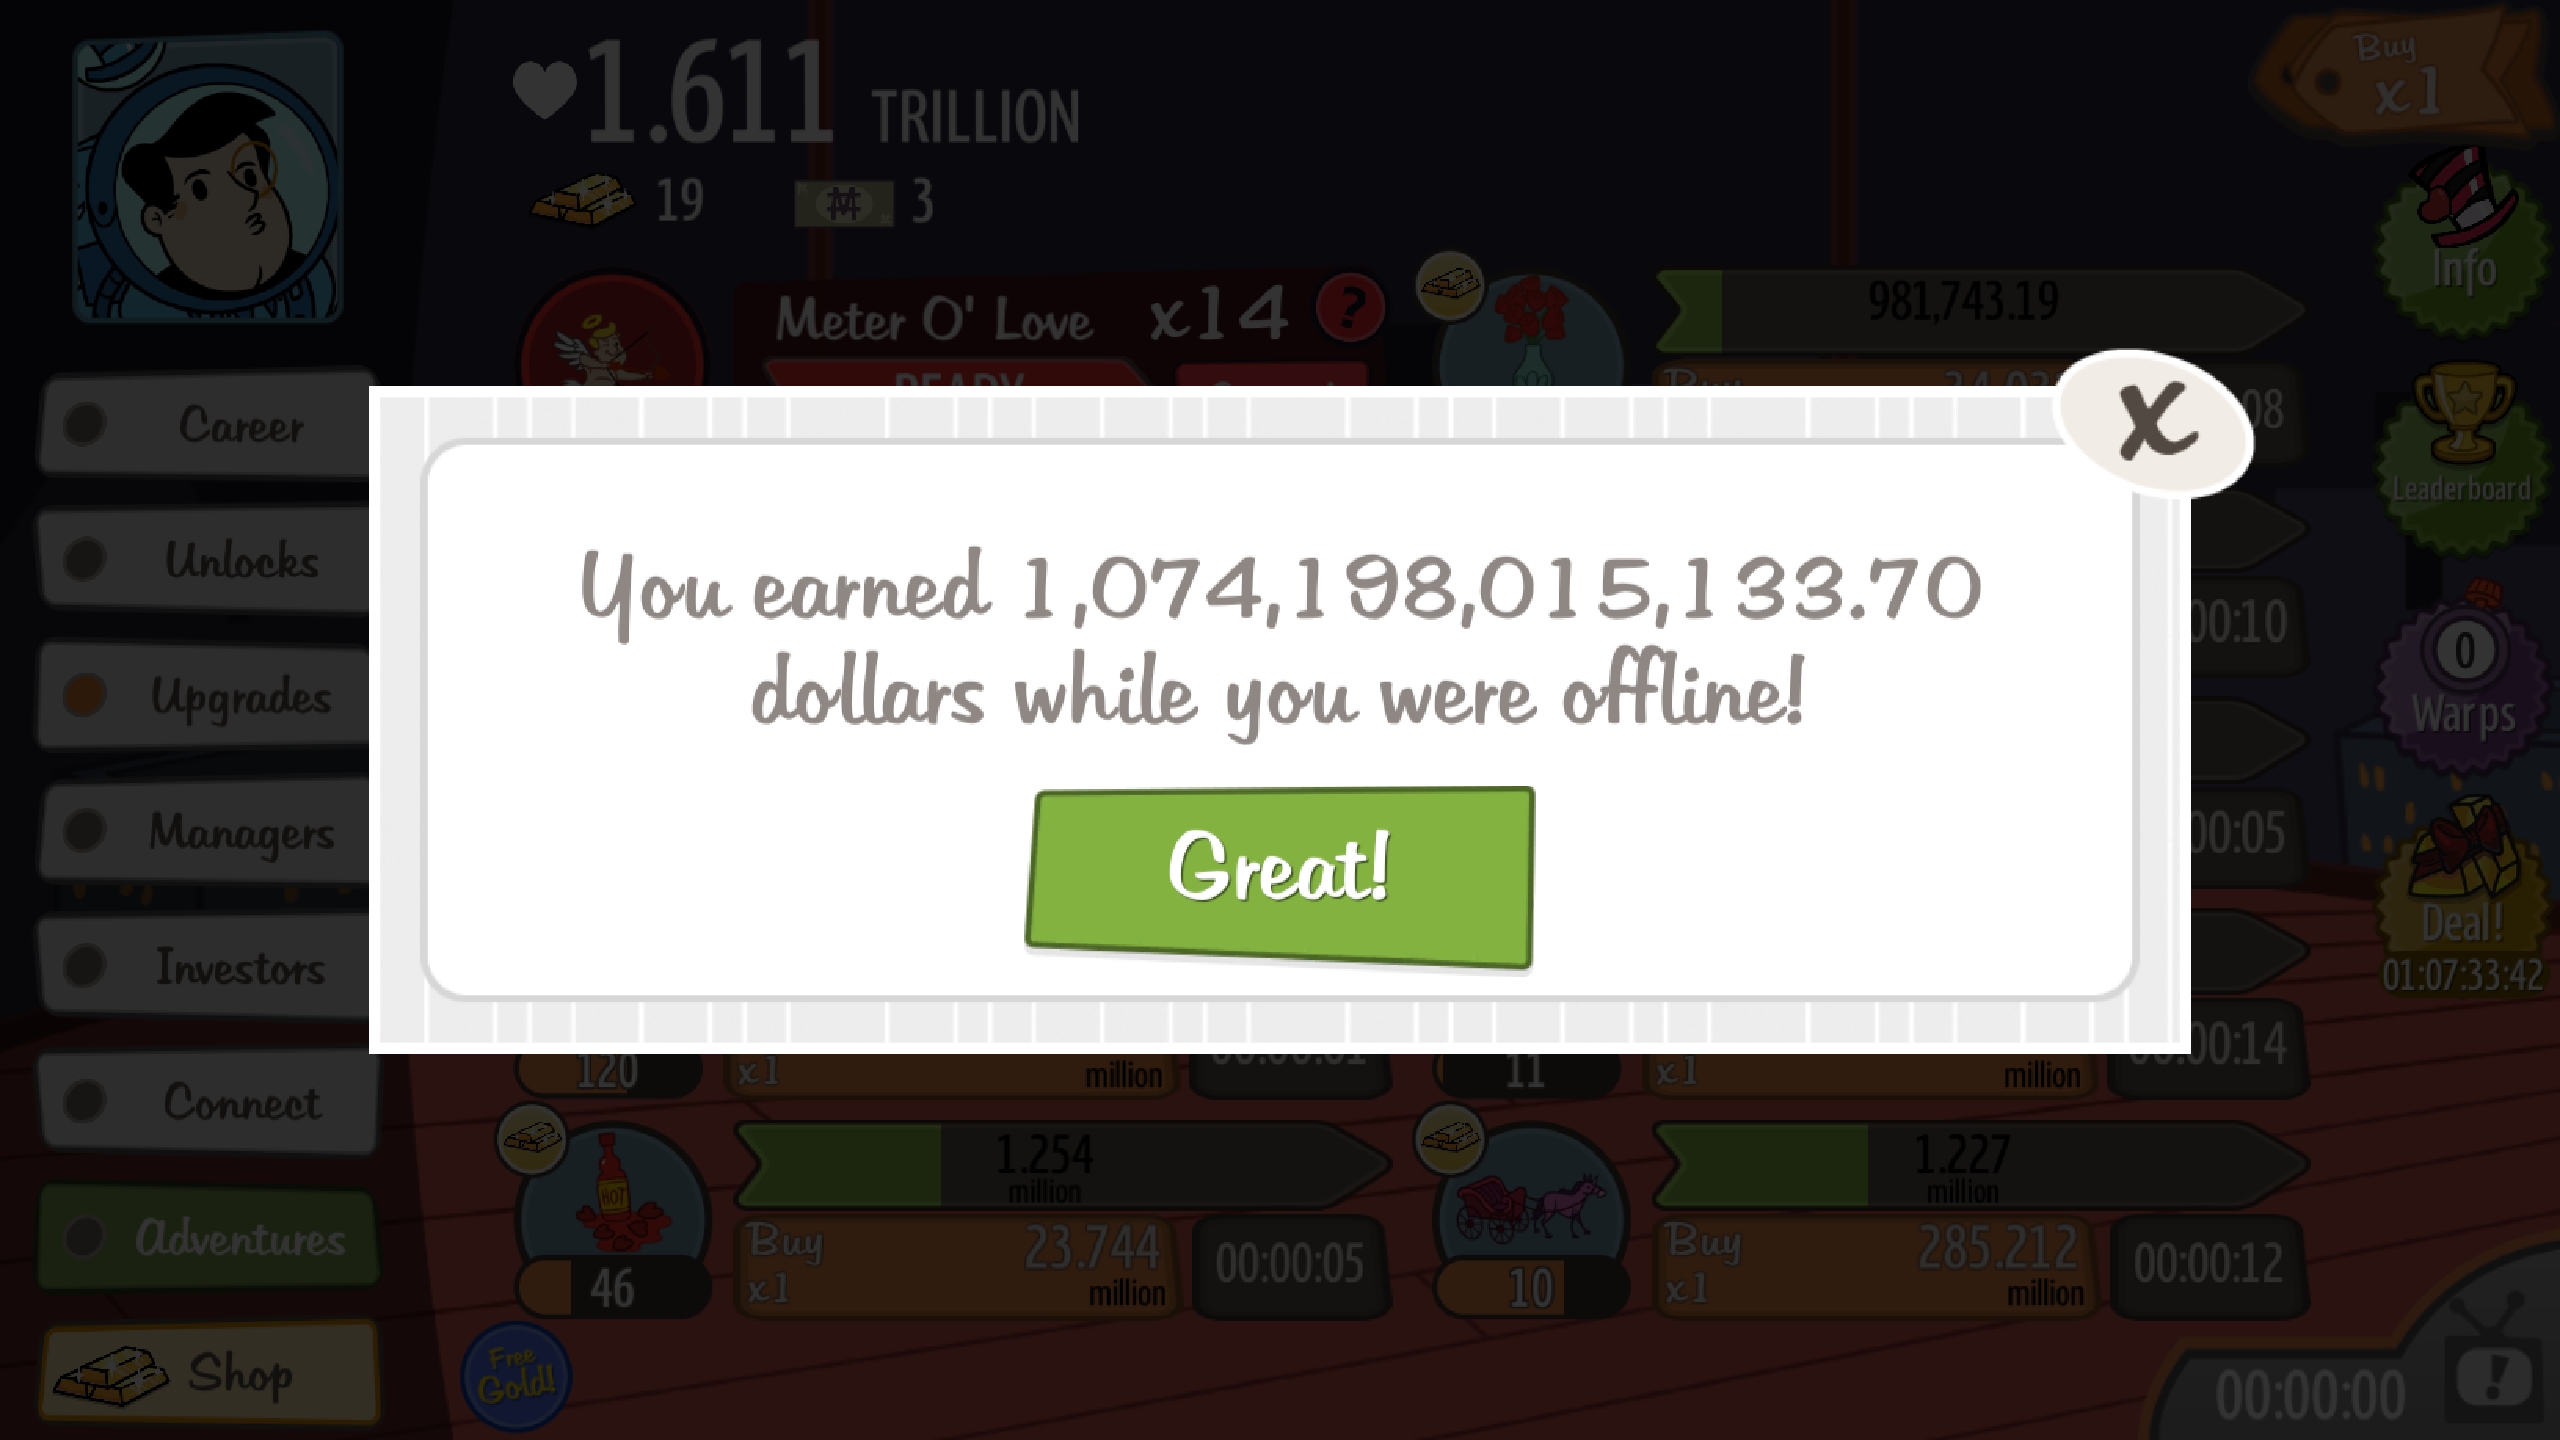 1.611 TRILLION
19
3
Buy
x1
Info
Leaderboard
0
Warps
Deal!
01:07:33:42
Career
Unlocks
Upgrades
Managers
Investors
Connect
Adventures
Shop
Meter O' Love x14 ?
READY
981,743.19
Buy
08
X
You earned 1,074,198,015,133.70
dollars while you were offline!
Great!
00:10
00:05
00:14
120
x1
million
11
x1
million
HOT
1.254
million
Buy
x1
23.744
million
00:00:05
46
1.227
million
Buy
x1
285.212
million
00:00:12
10
Free
Gold!
00:00:00
!